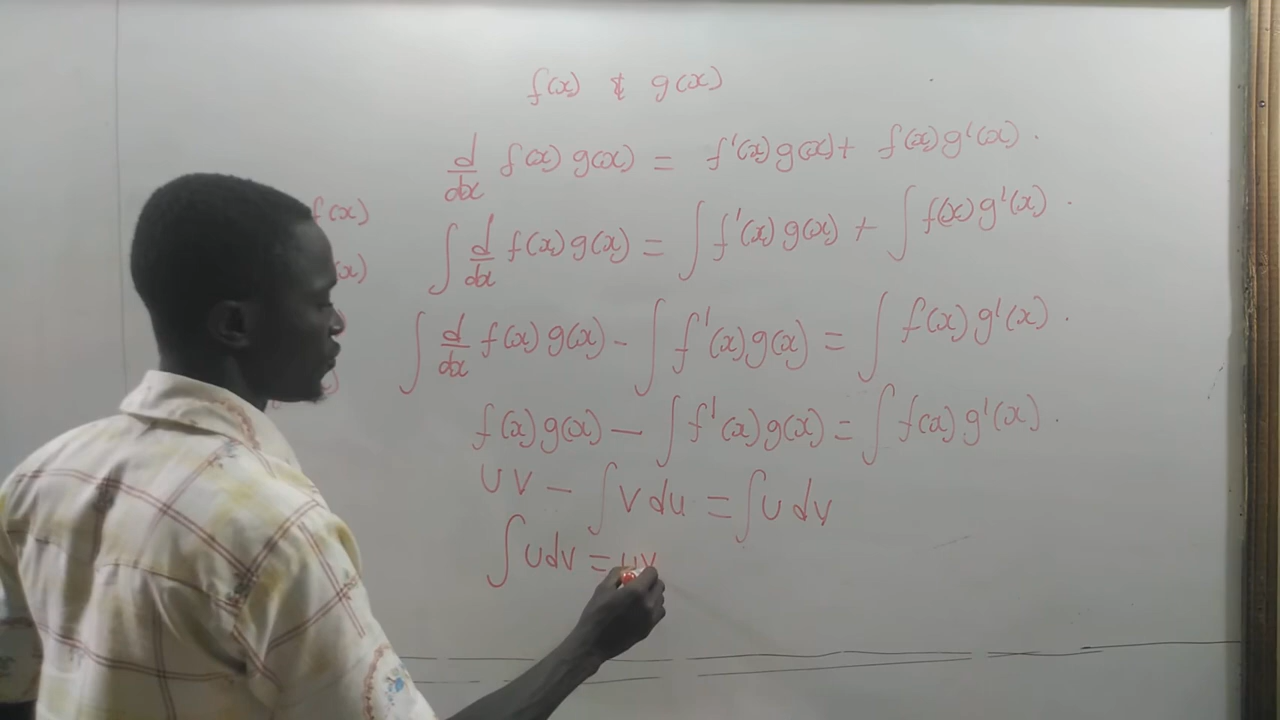 f(x) & g(x)
d/dx f(x) g(x) = f'(x) g(x) + f(x) g'(x).
f(x)
∫ d/dx f(x) g(x) = ∫ f'(x) g(x) + ∫ f(x) g'(x).
(x)
∫ d/dx f(x) g(x) - ∫ f'(x) g(x) = ∫ f(x) g'(x).
f(x) g(x) - ∫ f'(x) g(x) = ∫ f(x) g'(x).
UV - ∫ V du = ∫ U dv
∫ U dv = UV